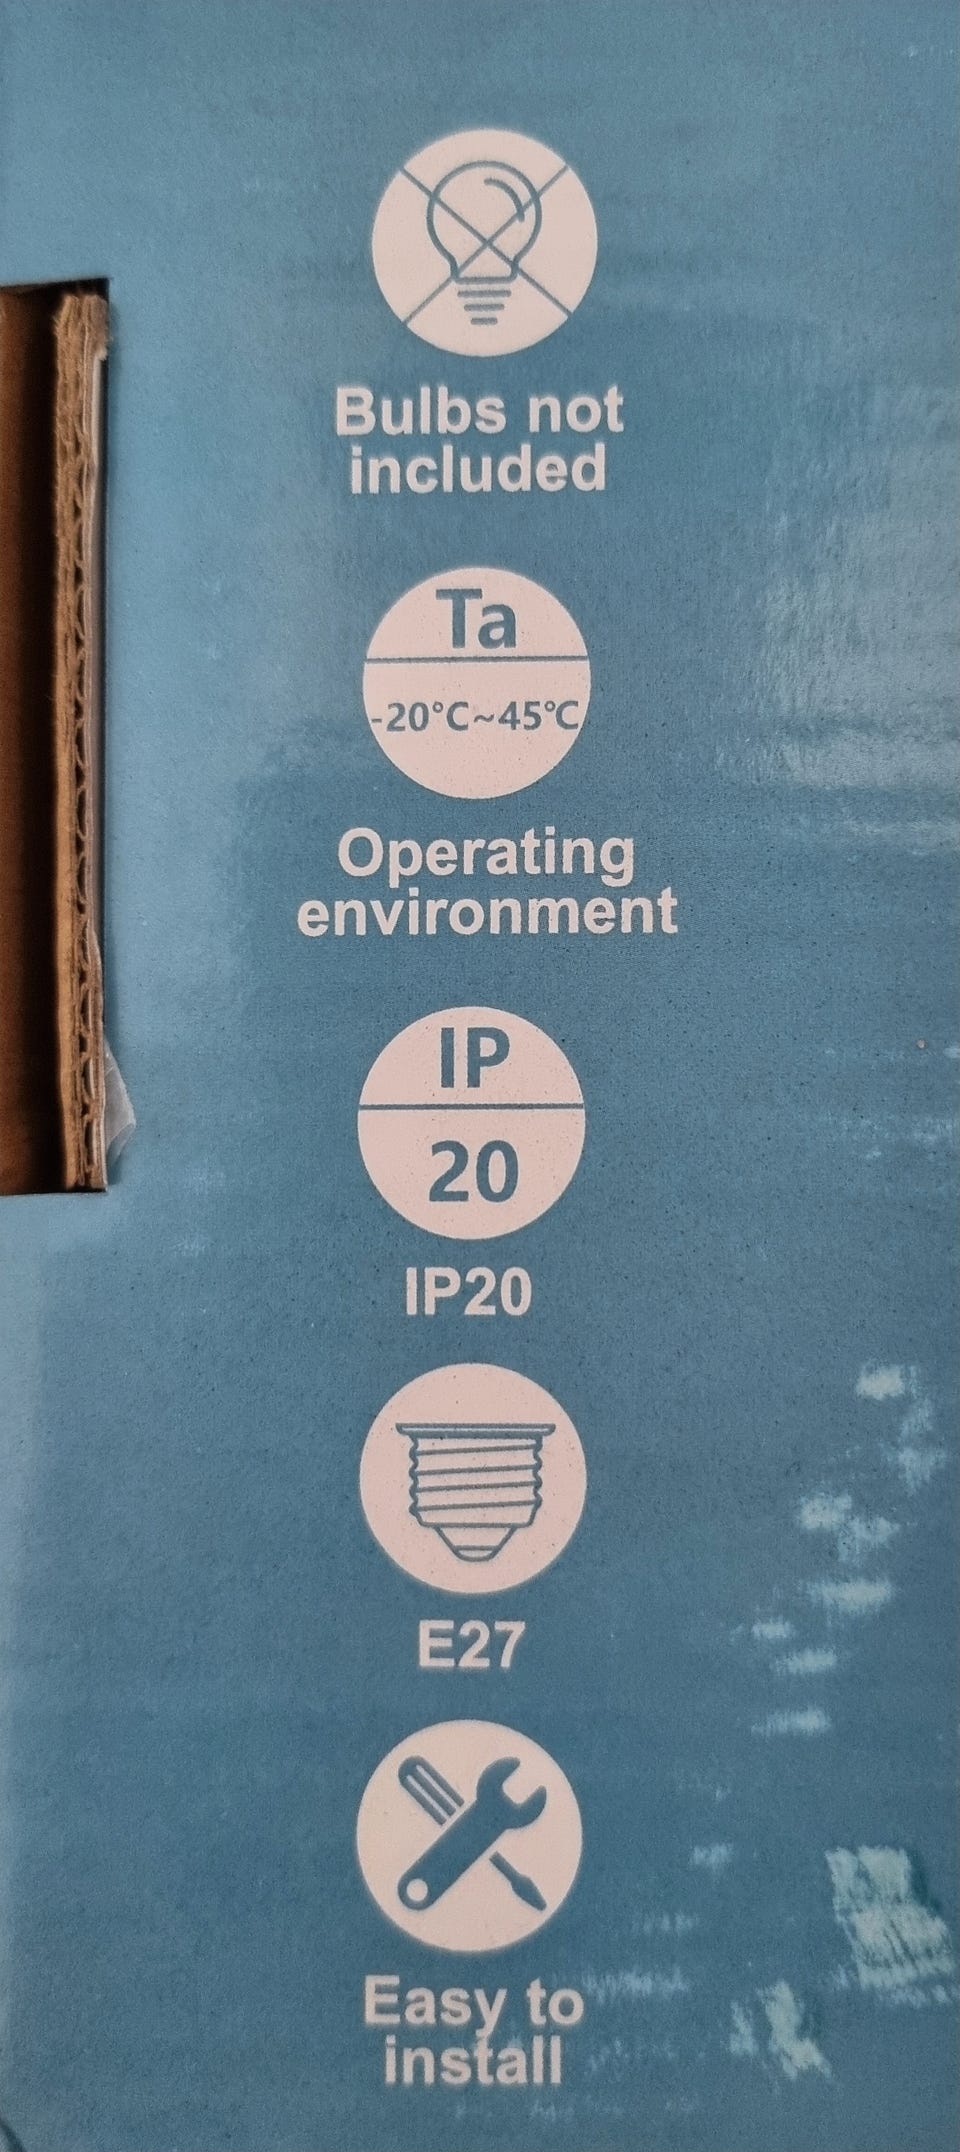 Bulbs not
included
Ta
-20°C~45°C
Operating
environment
IP
20
IP20
E27
Easy to
install